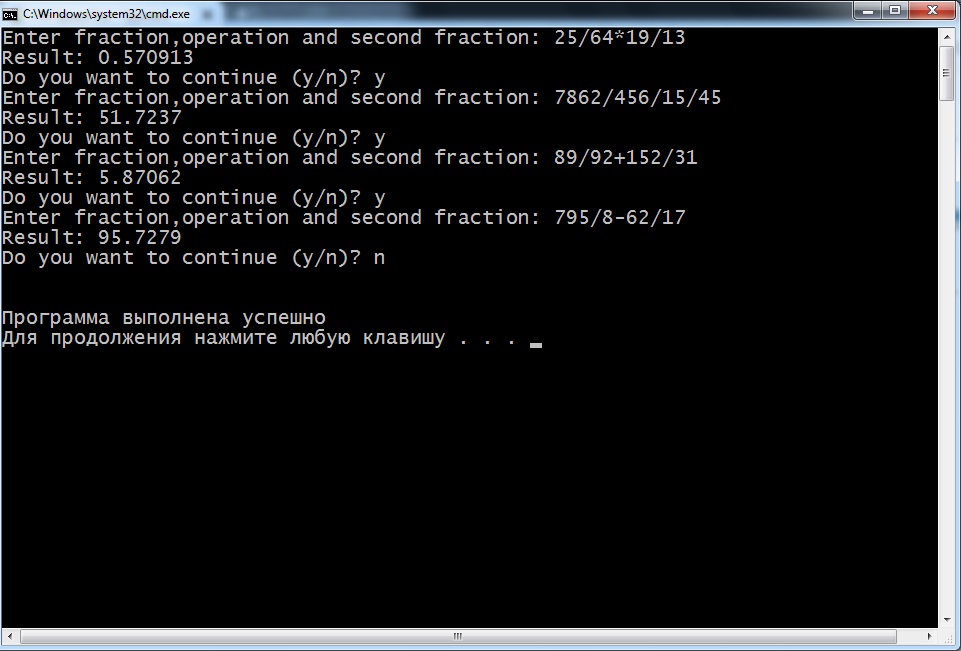 C:\Windows\system32\cmd.exe
Enter fraction,operation and second fraction: 25/64*19/13
Result: 0.570913
Do you want to continue (y/n)? y
Enter fraction,operation and second fraction: 7862/456/15/45
Result: 51.7237
Do you want to continue (y/n)? y
Enter fraction,operation and second fraction: 89/92+152/31
Result: 5.87062
Do you want to continue (y/n)? y
Enter fraction,operation and second fraction: 795/8-62/17
Result: 95.7279
Do you want to continue (y/n)? n
Программа выполнена успешно
Для продолжения нажмите любую клавишу . . . _